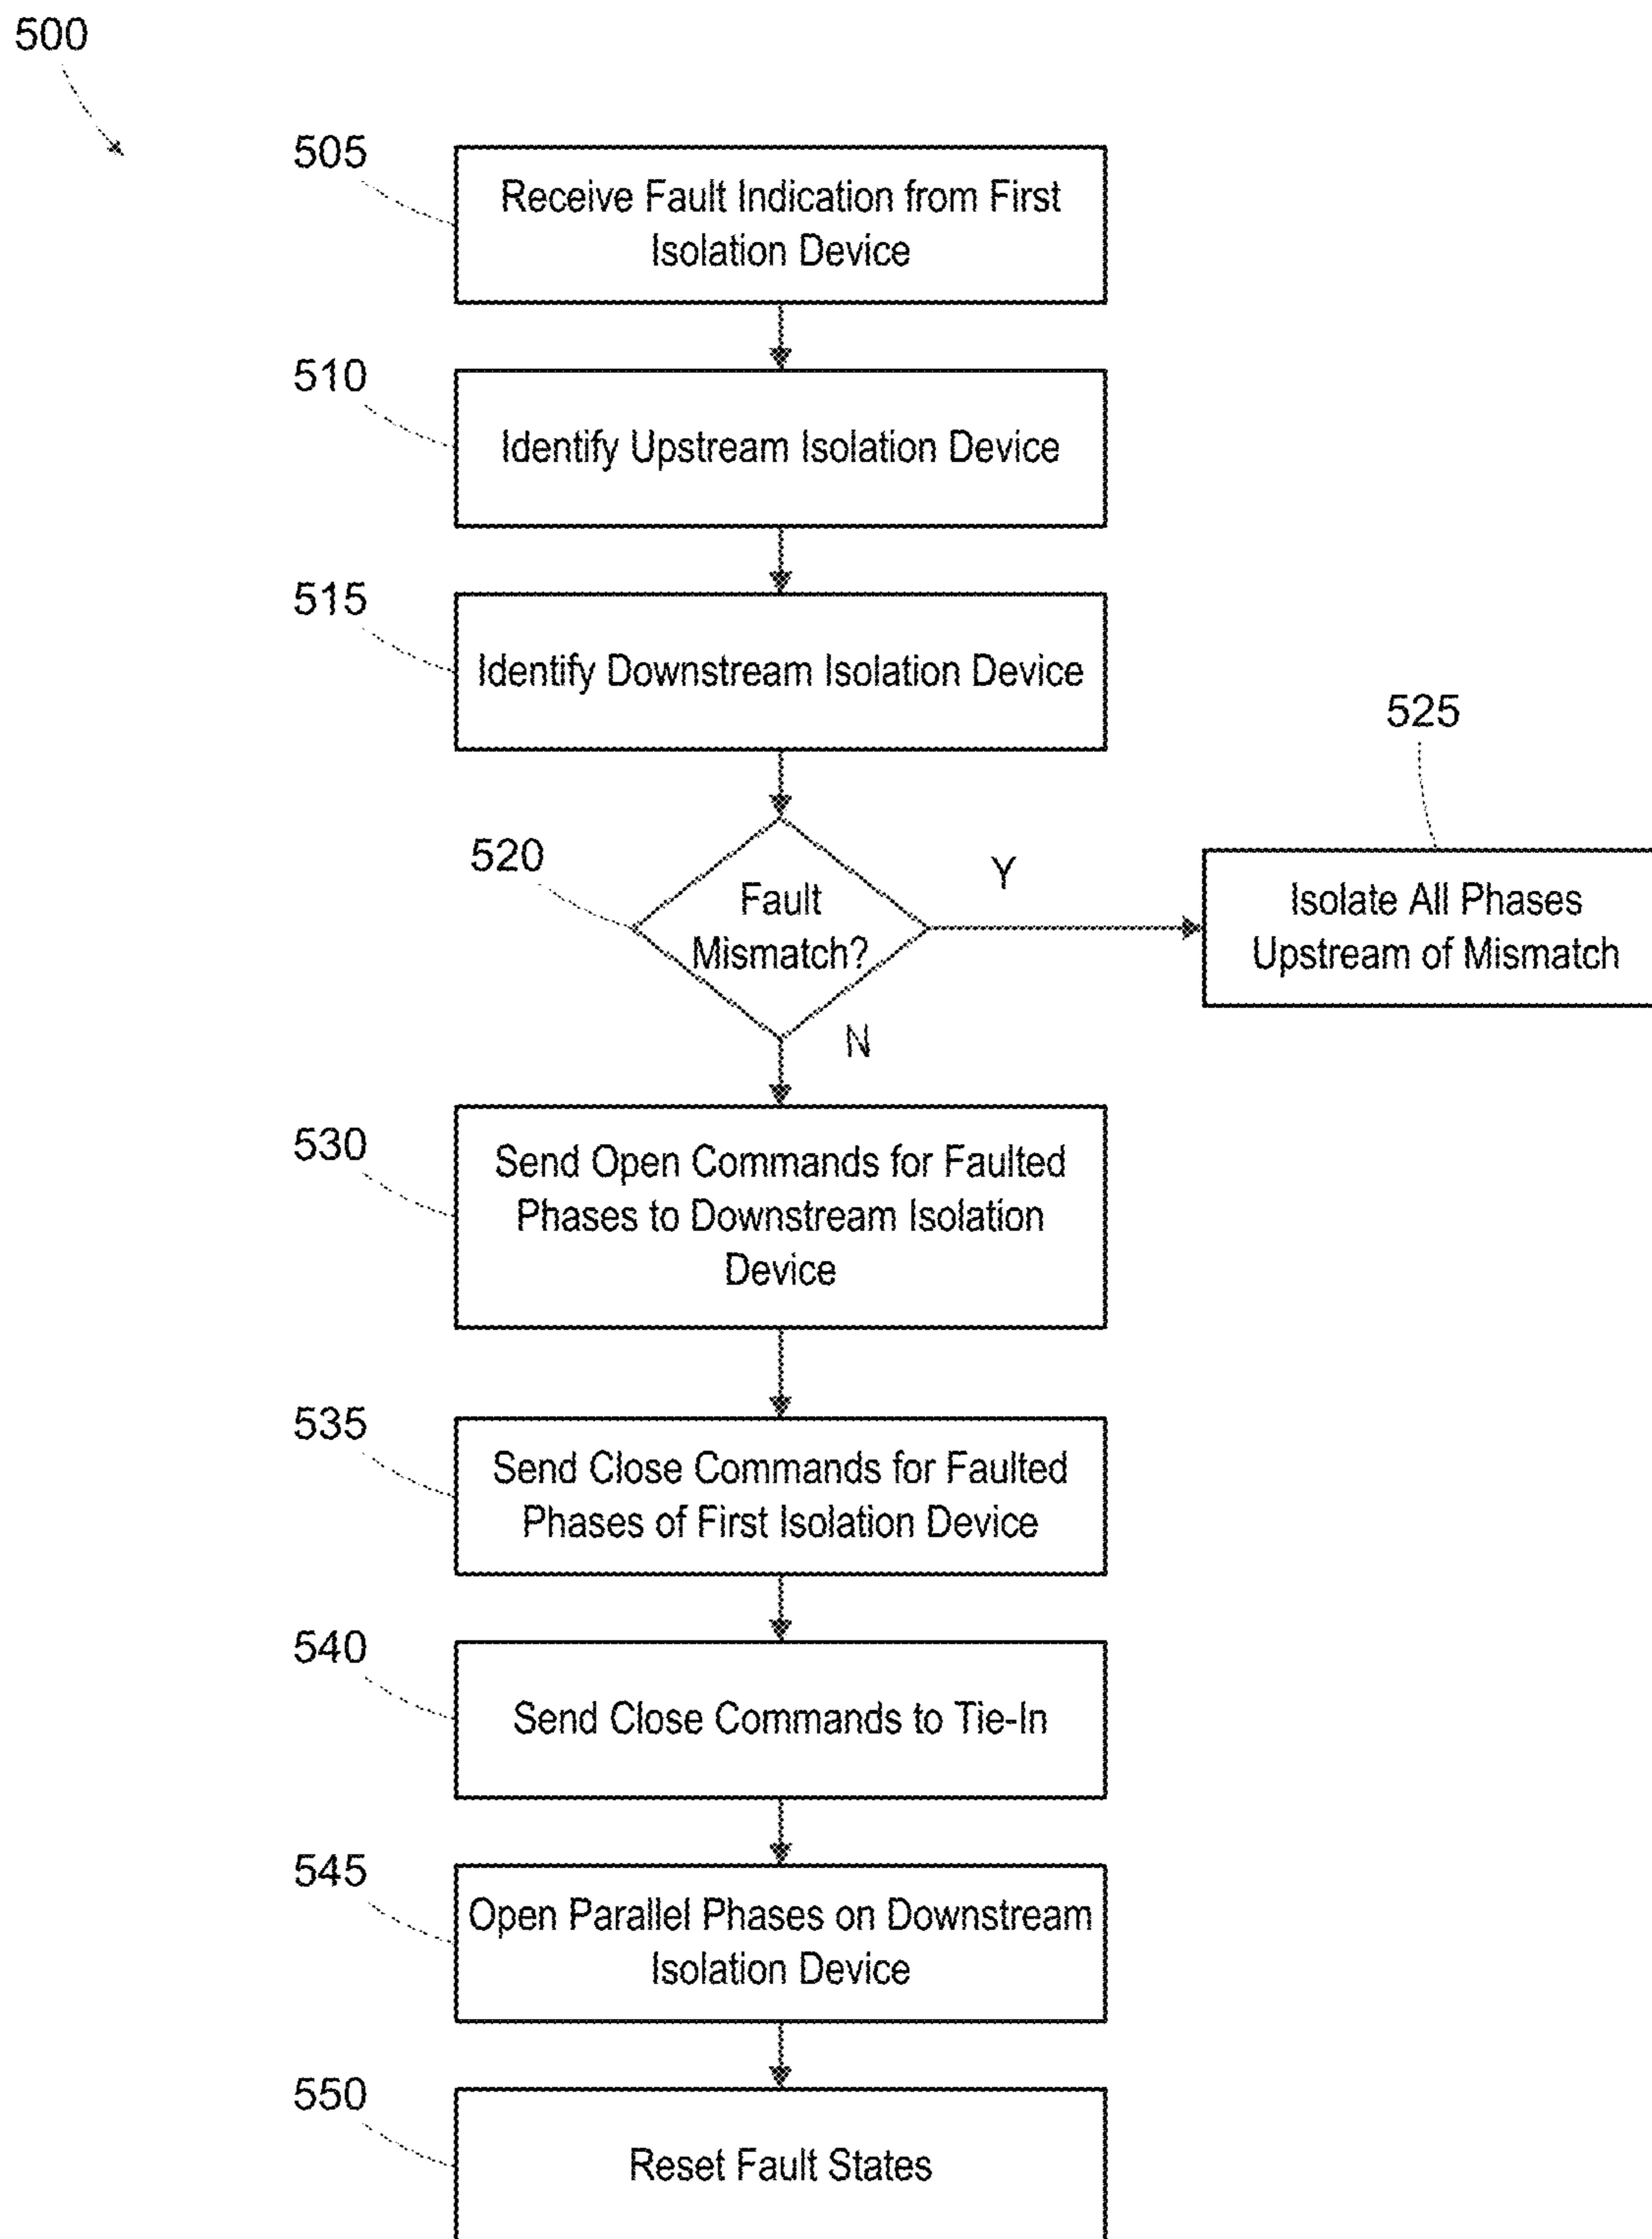 500
505
Receive Fault Indication from First
Isolation Device
510
Identify Upstream Isolation Device
515
Identify Downstream Isolation Device
525
520
Fault
Mismatch?
Y
Isolate All Phases
Upstream of Mismatch
N
530
Send Open Commands for Faulted
Phases to Downstream Isolation
Device
535
Send Close Commands for Faulted
Phases of First Isolation Device
540
Send Close Commands to Tie-In
545
Open Parallel Phases on Downstream
Isolation Device
550
Reset Fault States